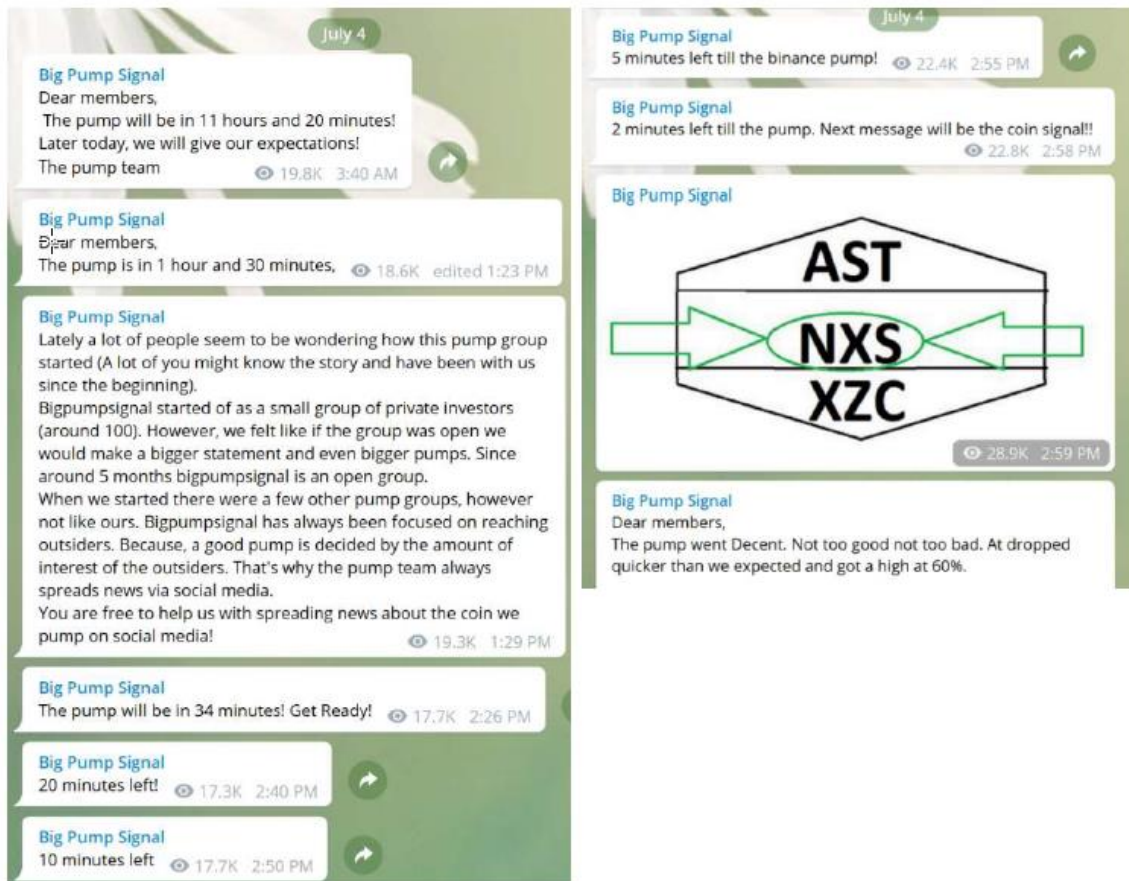 July 4
Big Pump Signal
Dear members,
The pump will be in 11 hours and 20 minutes!
Later today, we will give our expectations!
The pump team
19.8K 3:40 AM
Big Pump Signal
Dear members,
The pump is in 1 hour and 30 minutes, 18.6K edited 1:23 PM
Big Pump Signal
Lately a lot of people seem to be wondering how this pump group
started (A lot of you might know the story and have been with us
since the beginning).
Bigpumpsignal started of as a small group of private investors
(around 100). However, we felt like if the group was open we
would make a bigger statement and even bigger pumps. Since
around 5 months bigpumpsignal is an open group.
When we started there were a few other pump groups, however
not like ours. Bigpumpsignal has always been focused on reaching
outsiders. Because, a good pump is decided by the amount of
interest of the outsiders. That's why the pump team always
spreads news via social media.
You are free to help us with spreading news about the coin we
pump on social media!
19.3K 1:29 PM
Big Pump Signal
The pump will be in 34 minutes! Get Ready! 17.7K 2:26 PM
Big Pump Signal
20 minutes left! 17.3K 2:40 PM
Big Pump Signal
10 minutes left 17.7K 2:50 PM
July 4
Big Pump Signal
5 minutes left till the binance pump! 22.4K 2:55 PM
Big Pump Signal
2 minutes left till the pump. Next message will be the coin signal!!
22.8K 2:58 PM
Big Pump Signal
AST
NXS
XZC
28.9K 2:59 PM
Big Pump Signal
Dear members,
The pump went Decent. Not too good not too bad. At dropped
quicker than we expected and got a high at 60%.